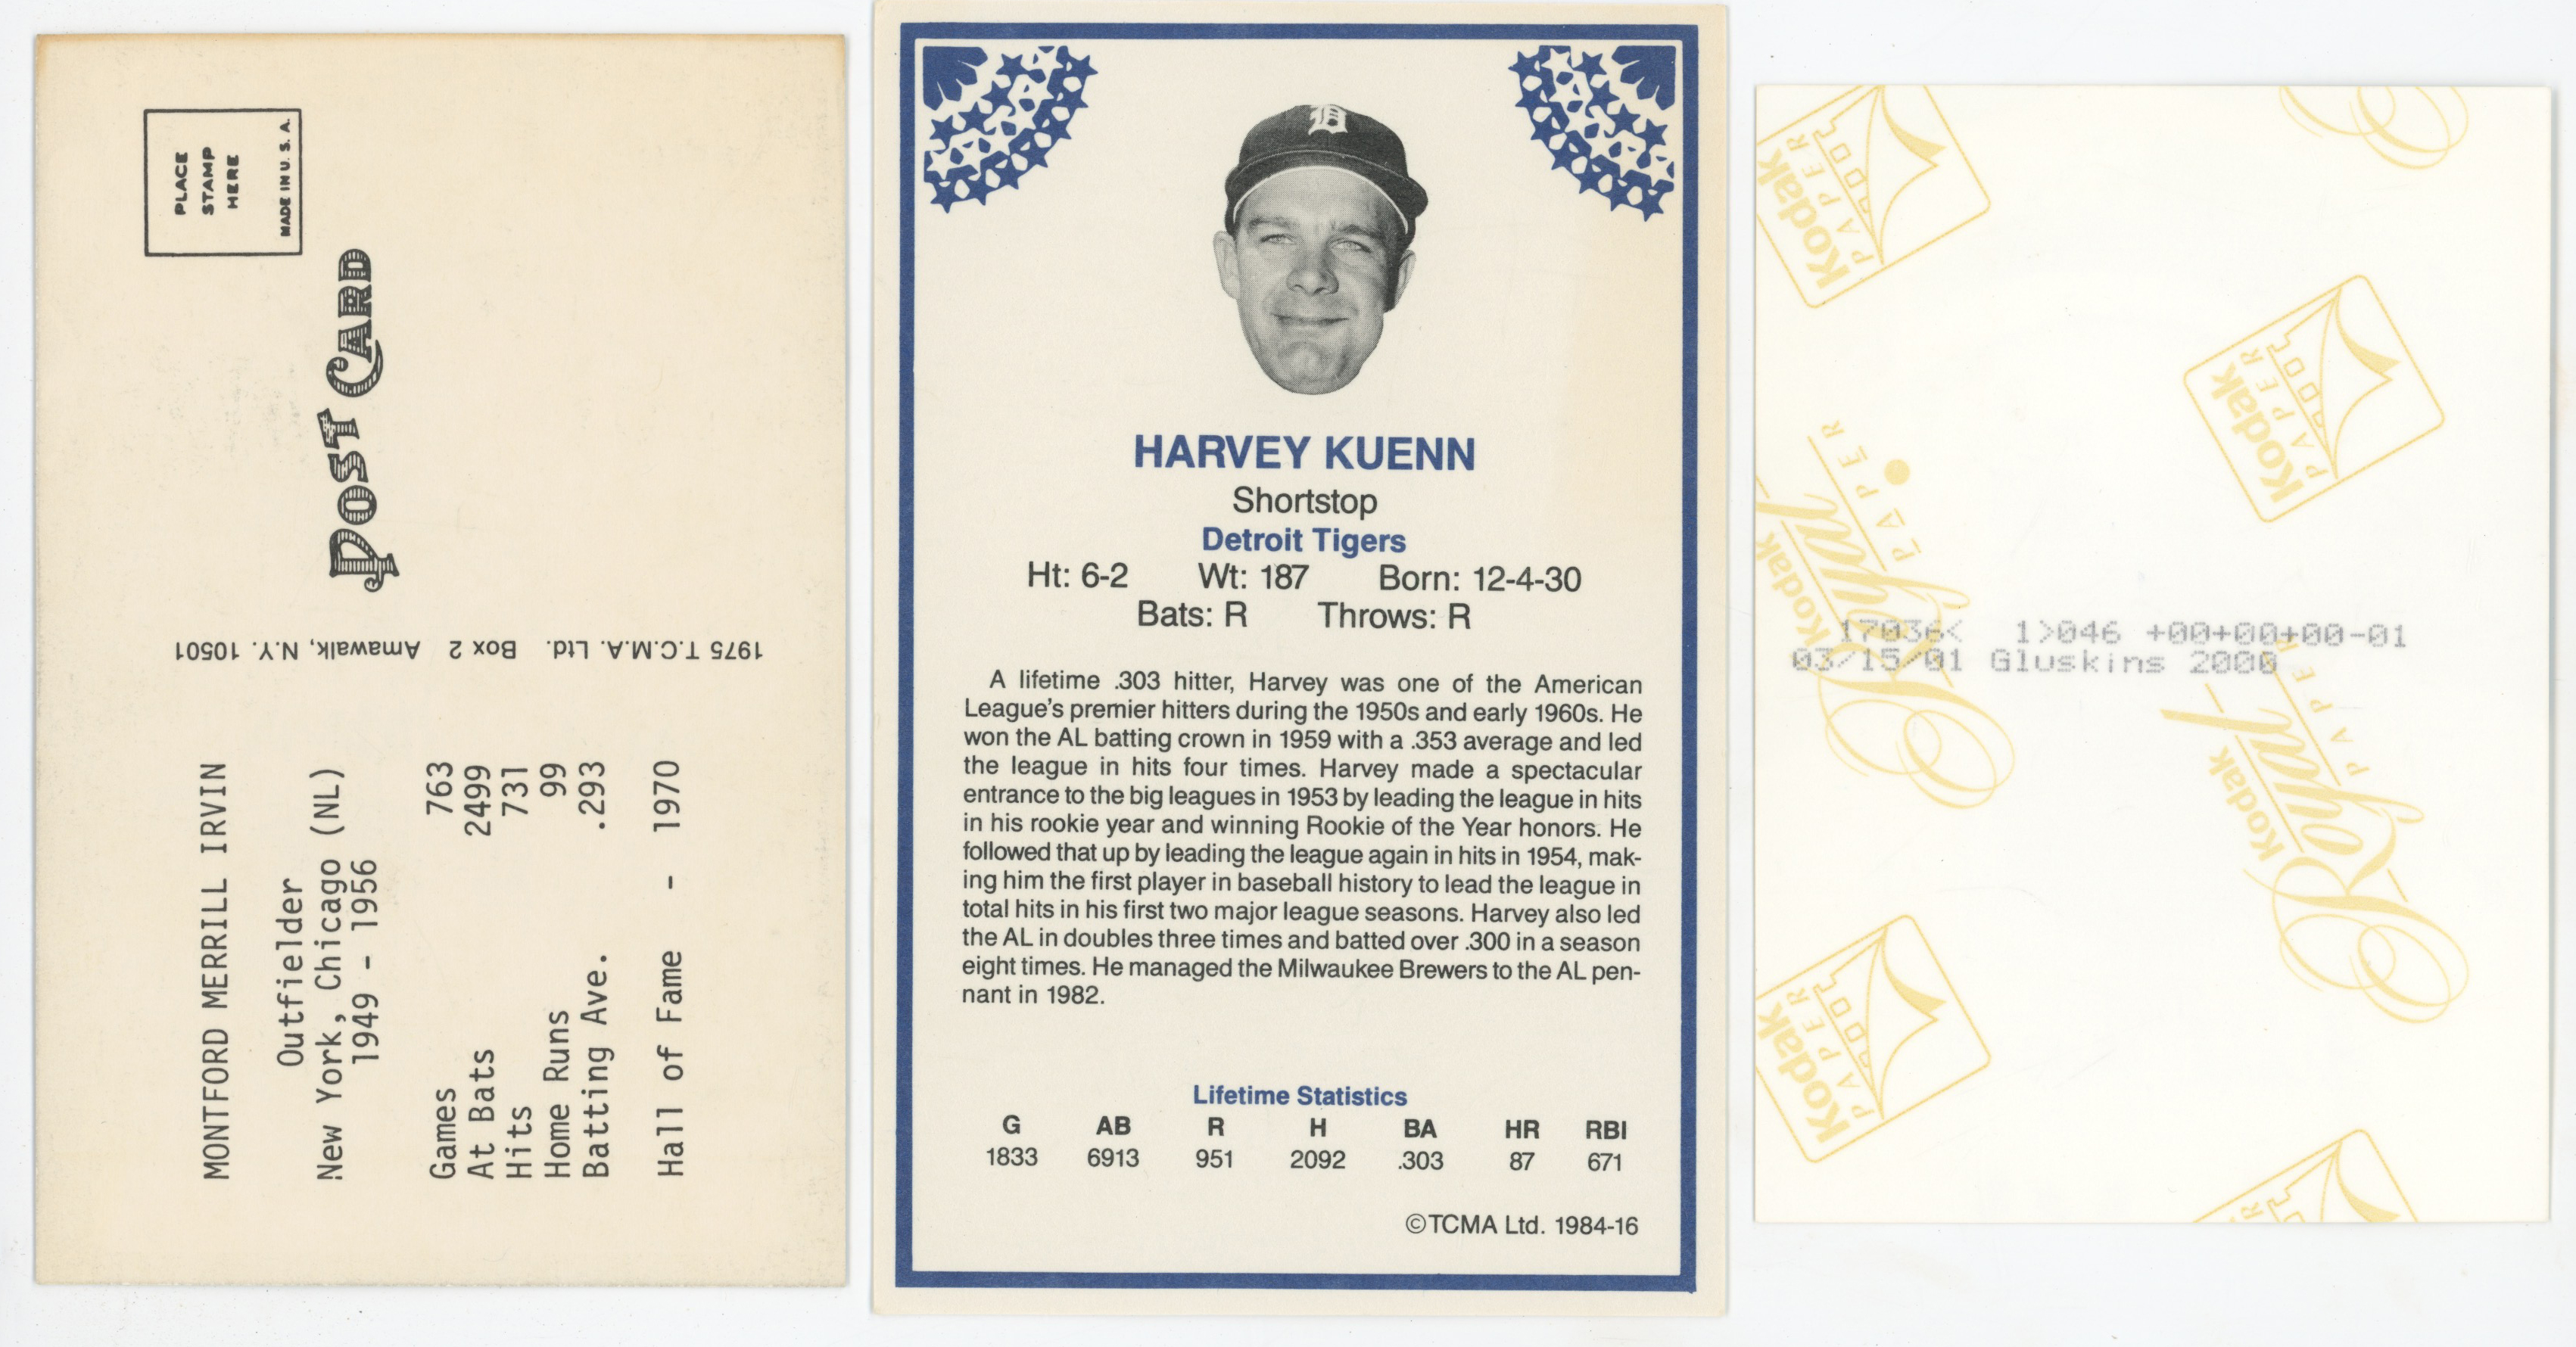 PLACE
STAMP
HERE
MADE IN U. S. A.
POST CARD
1975 T.C.M.A. Ltd. Box 2 Amawalk, N.Y. 10501
MONTFORD MERRILL IRVIN
Outfielder
New York, Chicago (NL)
1949 - 1956
Games 763
At Bats 2499
Hits 731
Home Runs 99
Batting Ave. .293
Hall of Fame - 1970
D
HARVEY KUENN
Shortstop
Detroit Tigers
Ht: 6-2 Wt: 187 Born: 12-4-30
Bats: R Throws: R
A lifetime .303 hitter, Harvey was one of the American
League's premier hitters during the 1950s and early 1960s. He
won the AL batting crown in 1959 with a .353 average and led
the league in hits four times. Harvey made a spectacular
entrance to the big leagues in 1953 by leading the league in hits
in his rookie year and winning Rookie of the Year honors. He
followed that up by leading the league again in hits in 1954, mak-
ing him the first player in baseball history to lead the league in
total hits in his first two major league seasons. Harvey also led
the AL in doubles three times and batted over .300 in a season
eight times. He managed the Milwaukee Brewers to the AL pen-
nant in 1982.
Lifetime Statistics
G AB R H BA HR RBI
1833 6913 951 2092 .303 87 671
©TCMA Ltd. 1984-16
Kodak
PAPER
Kodak
PAPER
Kodak
Royal
PAPER
17036< 1>046 +00+00+00-01
03/15/01 Gluskins 2000
Kodak
Royal
PAPER
Kodak
PAPER